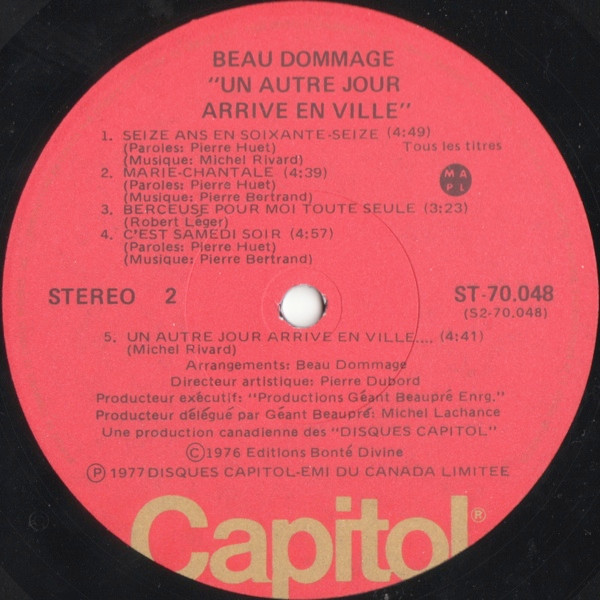 BEAU DOMMAGE
"UN AUTRE JOUR
ARRIVE EN VILLE"
1. SEIZE ANS EN SOIXANTE-SEIZE (4:49)
(Paroles: Pierre Huet) Tous les titres
(Musique: Michel Rivard)
2. MARIE-CHANTALE (4:39)
(Paroles: Pierre Huet)
(Musique: Pierre Bertrand)
M A
P L
3. BERCEUSE POUR MOI TOUTE SEULE (3:23)
(Robert Léger)
4. C'EST SAMEDI SOIR (4:57)
(Paroles: Pierre Huet)
(Musique: Pierre Bertrand)
STEREO 2 ST-70.048
(S2-70.048)
5. UN AUTRE JOUR ARRIVE EN VILLE.... (4:41)
(Michel Rivard)
Arrangements: Beau Dommage
Directeur artistique: Pierre Dubord
Producteur exécutif: "Productions Géant Beaupré Enrg."
Producteur délégué par Géant Beaupré: Michel Lachance
Une production canadienne des "DISQUES CAPITOL"
©1976 Editions Bonté Divine
℗ 1977 DISQUES CAPITOL-EMI DU CANADA LIMITEE
Capitol®